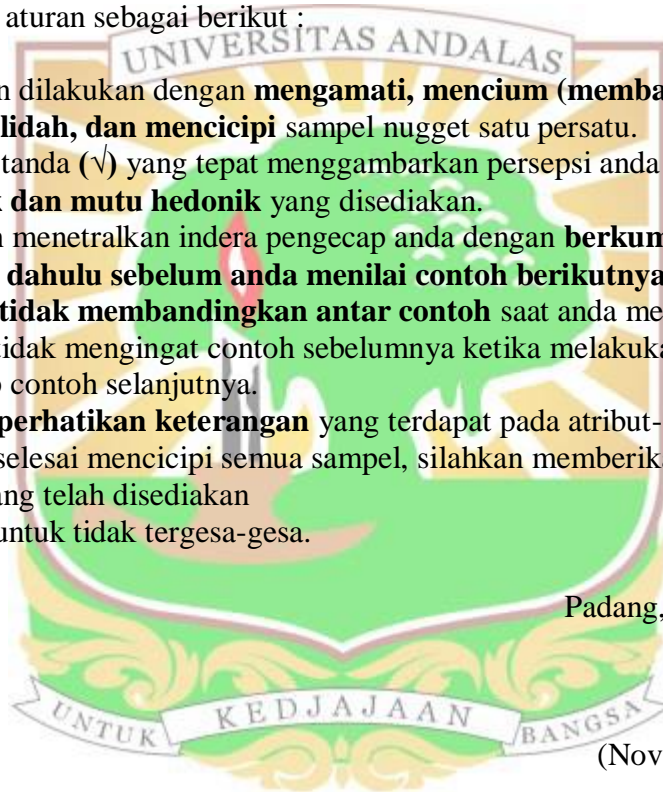 aturan sebagai berikut :
UNIVERSITAS ANDALAS
n dilakukan dengan mengamati, mencium (memba
lidah, dan mencicipi sampel nugget satu persatu.
tanda (√) yang tepat menggambarkan persepsi anda
k dan mutu hedonik yang disediakan.
n menetralkan indera pengecap anda dengan berkum
dahulu sebelum anda menilai contoh berikutnya
tidak membandingkan antar contoh saat anda me
tidak mengingat contoh sebelumnya ketika melakuka
p contoh selanjutnya.
perhatikan keterangan yang terdapat pada atribut-
selesai mencicipi semua sampel, silahkan memberika
ang telah disediakan
untuk tidak tergesa-gesa.
Padang,
UNTUK KEDJAJAAN BANGSA
(Nov